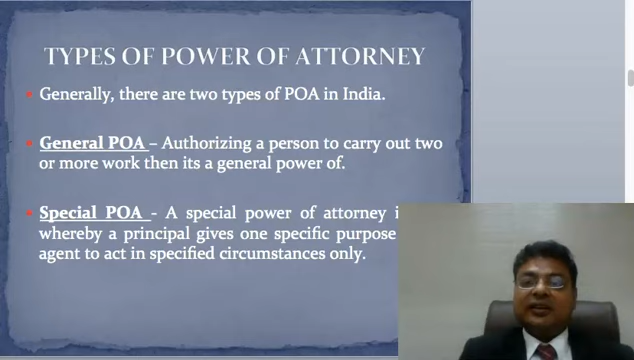 TYPES OF POWER OF ATTORNEY
Generally, there are two types of POA in India.
General POA – Authorizing a person to carry out two
or more work then its a general power of.
Special POA - A special power of attorney
whereby a principal gives one specific purpose
agent to act in specified circumstances only.